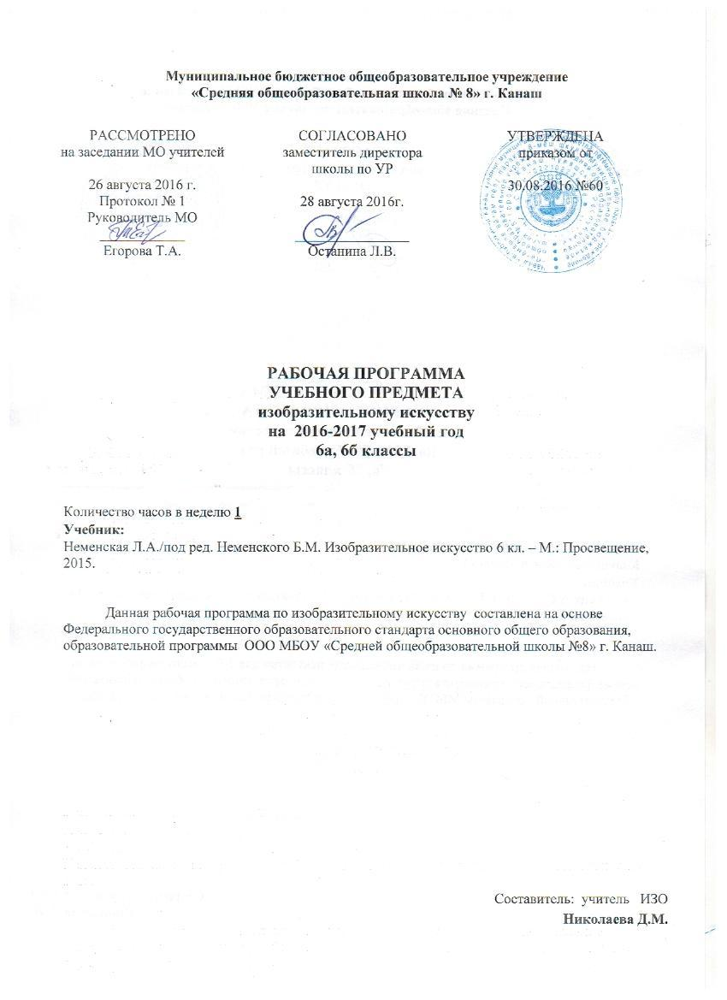 Муниципальное бюджетное общеобразовательное учреждение
«Средняя общеобразовательная школа № 8» г. Канаш
РАССМОТРЕНО
на заседании МО учителей
26 августа 2016 г.
Протокол № 1
Руководитель МО
Егорова Т.А.
СОГЛАСОВАНО
заместитель директора
школы по УР
28 августа 2016г.
Останина Л.В.
УТВЕРЖДЕНА
приказом от
30.08.2016 №60
РАБОЧАЯ ПРОГРАММА
УЧЕБНОГО ПРЕДМЕТА
изобразительному искусству
на 2016-2017 учебный год
6а, 6б классы
Количество часов в неделю 1
Учебник:
Неменская Л.А./под ред. Неменского Б.М. Изобразительное искусство 6 кл. – М.: Просвещение,
2015.
Данная рабочая программа по изобразительному искусству составлена на основе
Федерального государственного образовательного стандарта основного общего образования,
образовательной программы ООО МБОУ «Средней общеобразовательной школы №8» г. Канаш.
Составитель: учитель ИЗО
Николаева Д.М.